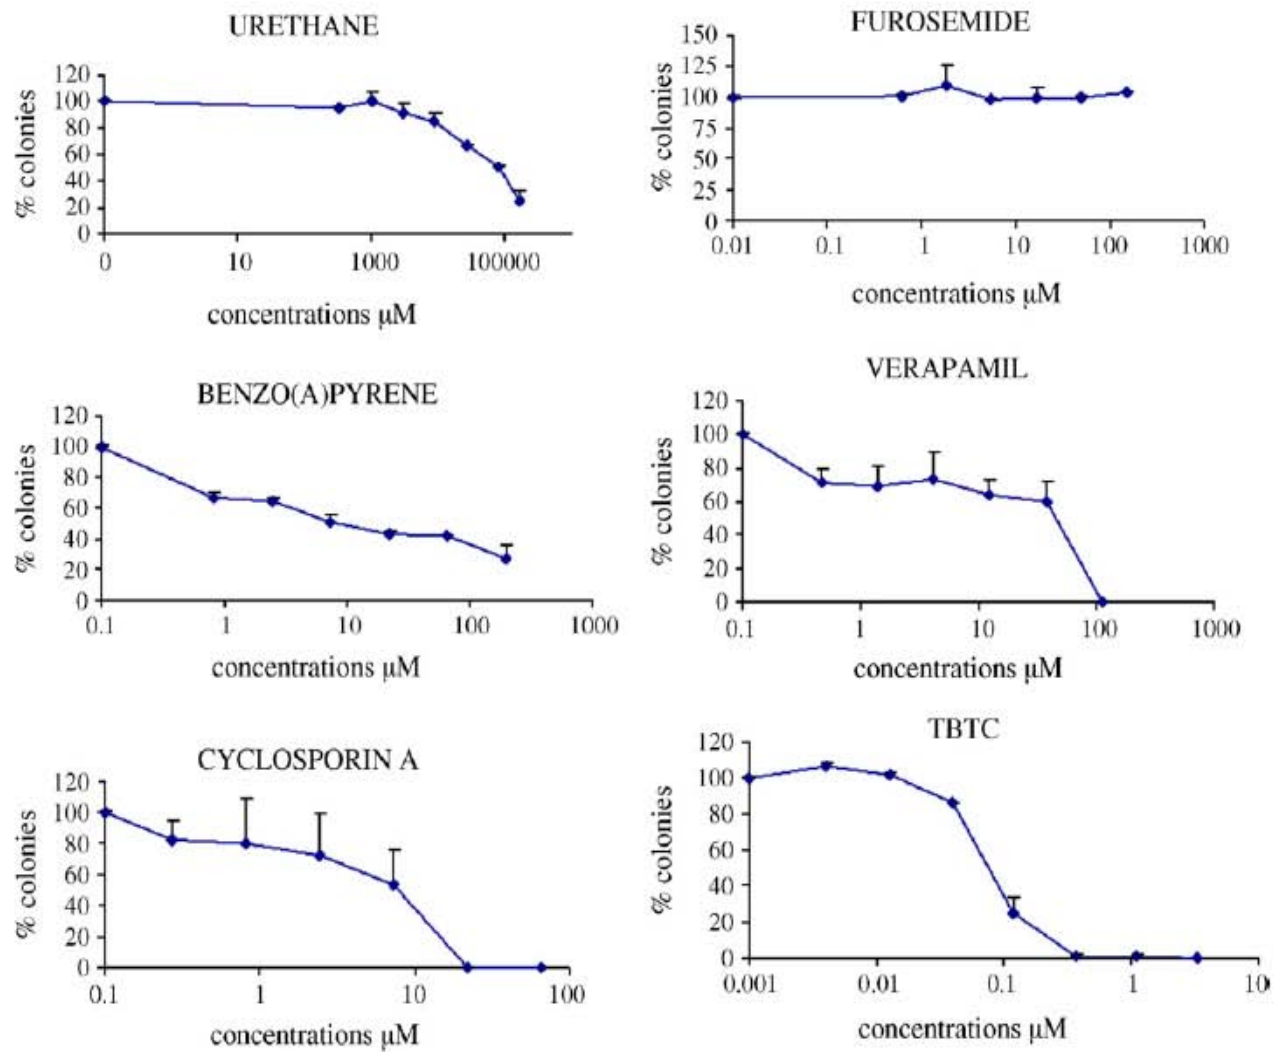 URETHANE
120
100
80
60
40
20
0
% colonies
0 10 1000 100000
concentrations μM
FUROSEMIDE
150
125
100
75
50
25
0
% colonies
0.01 0.1 1 10 100 1000
concentrations μM
BENZO(A)PYRENE
120
100
80
60
40
20
0
% colonies
0.1 1 10 100 1000
concentrations μM
VERAPAMIL
120
100
80
60
40
20
0
% colonies
0.1 1 10 100 1000
concentrations μM
CYCLOSPORIN A
120
100
80
60
40
20
0
% colonies
0.1 1 10 100
concentrations μM
TBTC
120
100
80
60
40
20
0
% colonies
0.001 0.01 0.1 1 10
concentrations μM